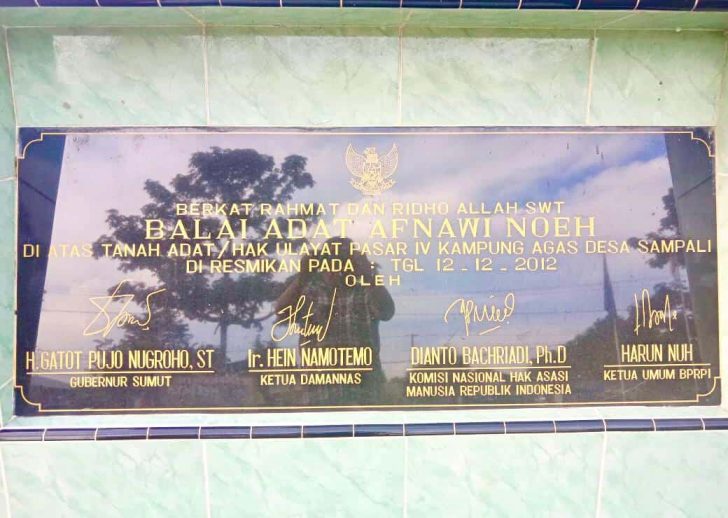 BERKAT RAHMAT DAN RIDHO ALLAH SWT
BALAI ADAT AFNAWI NOEH
DI ATAS TANAH ADAT/HAK ULAYAT PASAR IV KAMPUNG AGAS DESA SAMPALI
DI RESMIKAN PADA : TGL 12 - 12 - 2012
OLEH
H.GATOT PUJO NUGROHO, ST
GUBERNUR SUMUT
Ir. HEIN NAMOTEMO
KETUA DAMANNAS
DIANTO BACHRIADI, Ph.D
KOMISI NASIONAL HAK ASASI
MANUSIA REPUBLIK INDONESIA
HARUN NUH
KETUA UMUM BPRPI